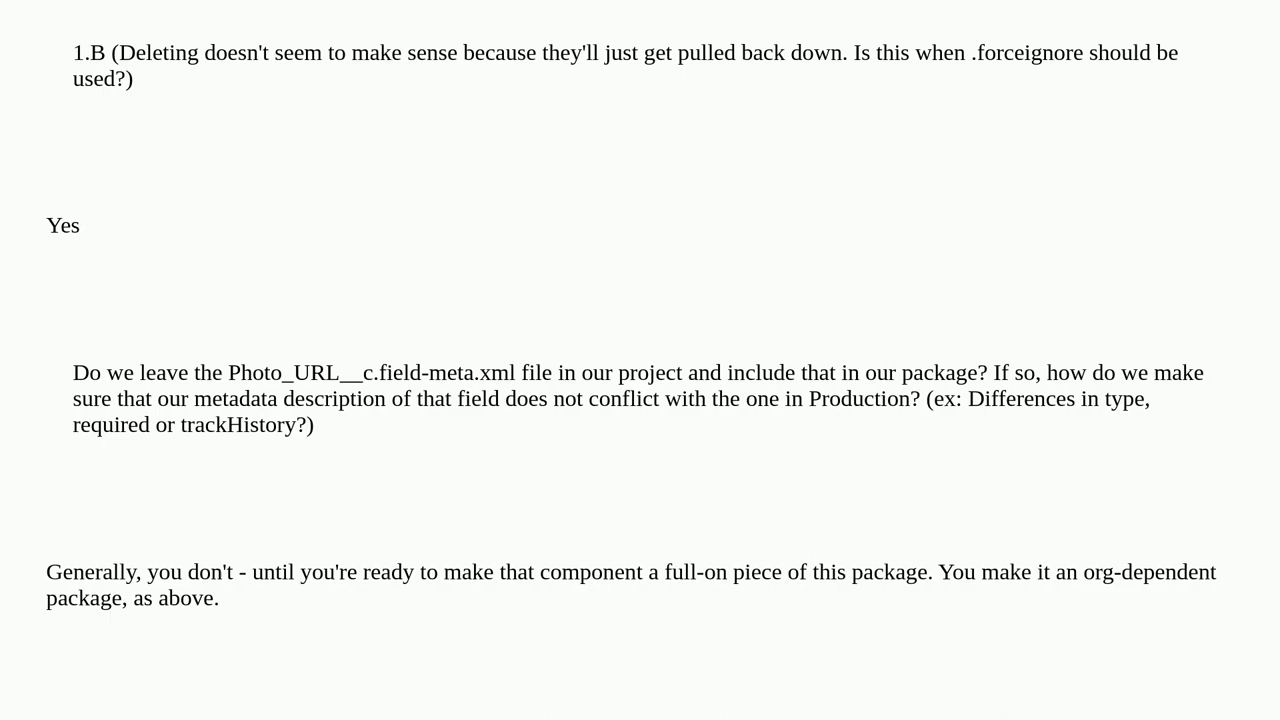 1.B (Deleting doesn't seem to make sense because they'll just get pulled back down. Is this when .forceignore should be
used?)
Yes
Do we leave the Photo_URL__c.field-meta.xml file in our project and include that in our package? If so, how do we make
sure that our metadata description of that field does not conflict with the one in Production? (ex: Differences in type,
required or trackHistory?)
Generally, you don't - until you're ready to make that component a full-on piece of this package. You make it an org-dependent
package, as above.